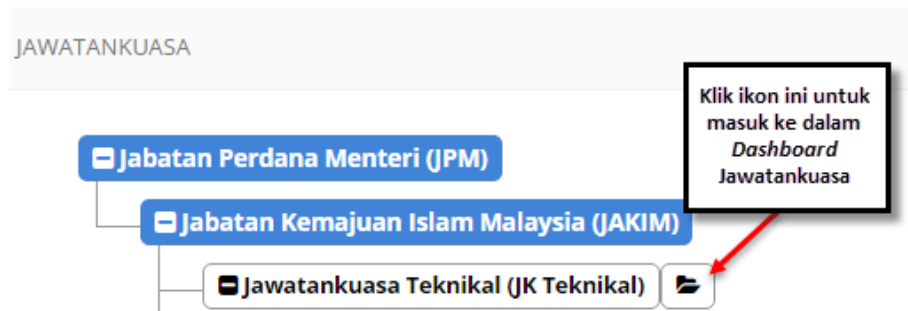 JAWATANKUASA
Klik ikon ini untuk
masuk ke dalam
Dashboard
Jawatankuasa
Jabatan Perdana Menteri (JPM)
Jabatan Kemajuan Islam Malaysia (JAKIM)
Jawatankuasa Teknikal (JK Teknikal)